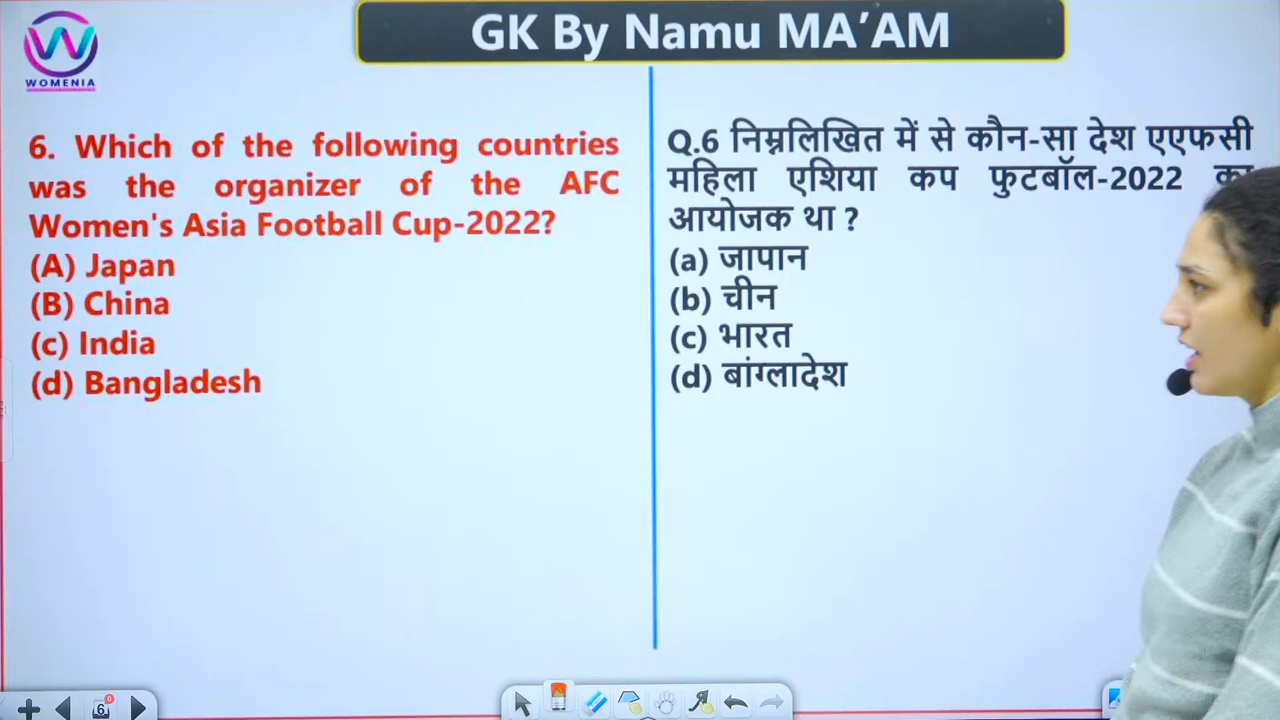 GK By Namu MA'AM
WOMENIA
6. Which of the following countries
was the organizer of the AFC
Women's Asia Football Cup-2022?
(A) Japan
(B) China
(c) India
(d) Bangladesh
Q.6 निम्नलिखित में से कौन-सा देश एएफसी
महिला एशिया कप फुटबॉल-2022 का
आयोजक था ?
(a) जापान
(b) चीन
(c) भारत
(d) बांग्लादेश
6
0